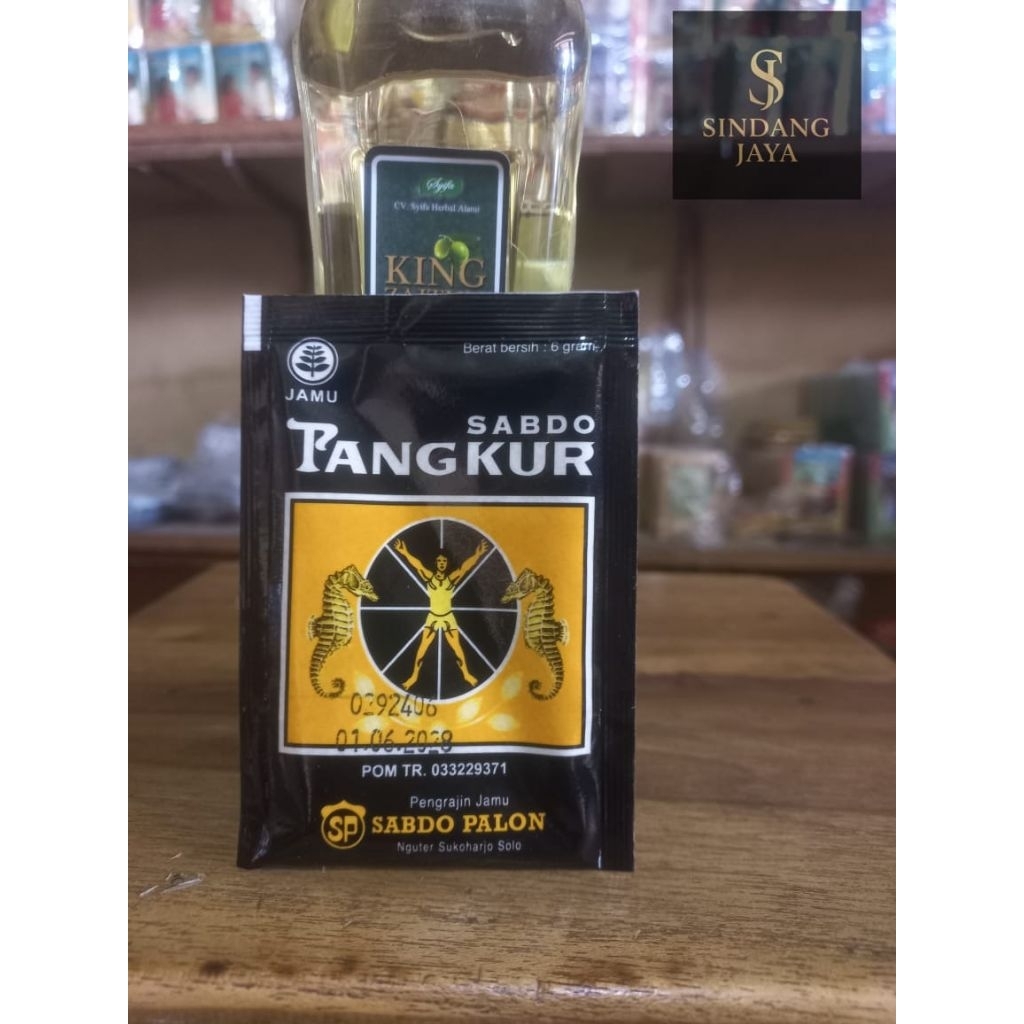 SJ
SINDANG
JAYA
Syifa
CV. Syifa Herbal Alami
KING
Berat bersih : 6 gram
JAMU
SABDO
TANGKUR
0292406
01.06.2028
POM TR. 033229371
Pengrajin Jamu
SP SABDO PALON
Nguter Sukoharjo Solo